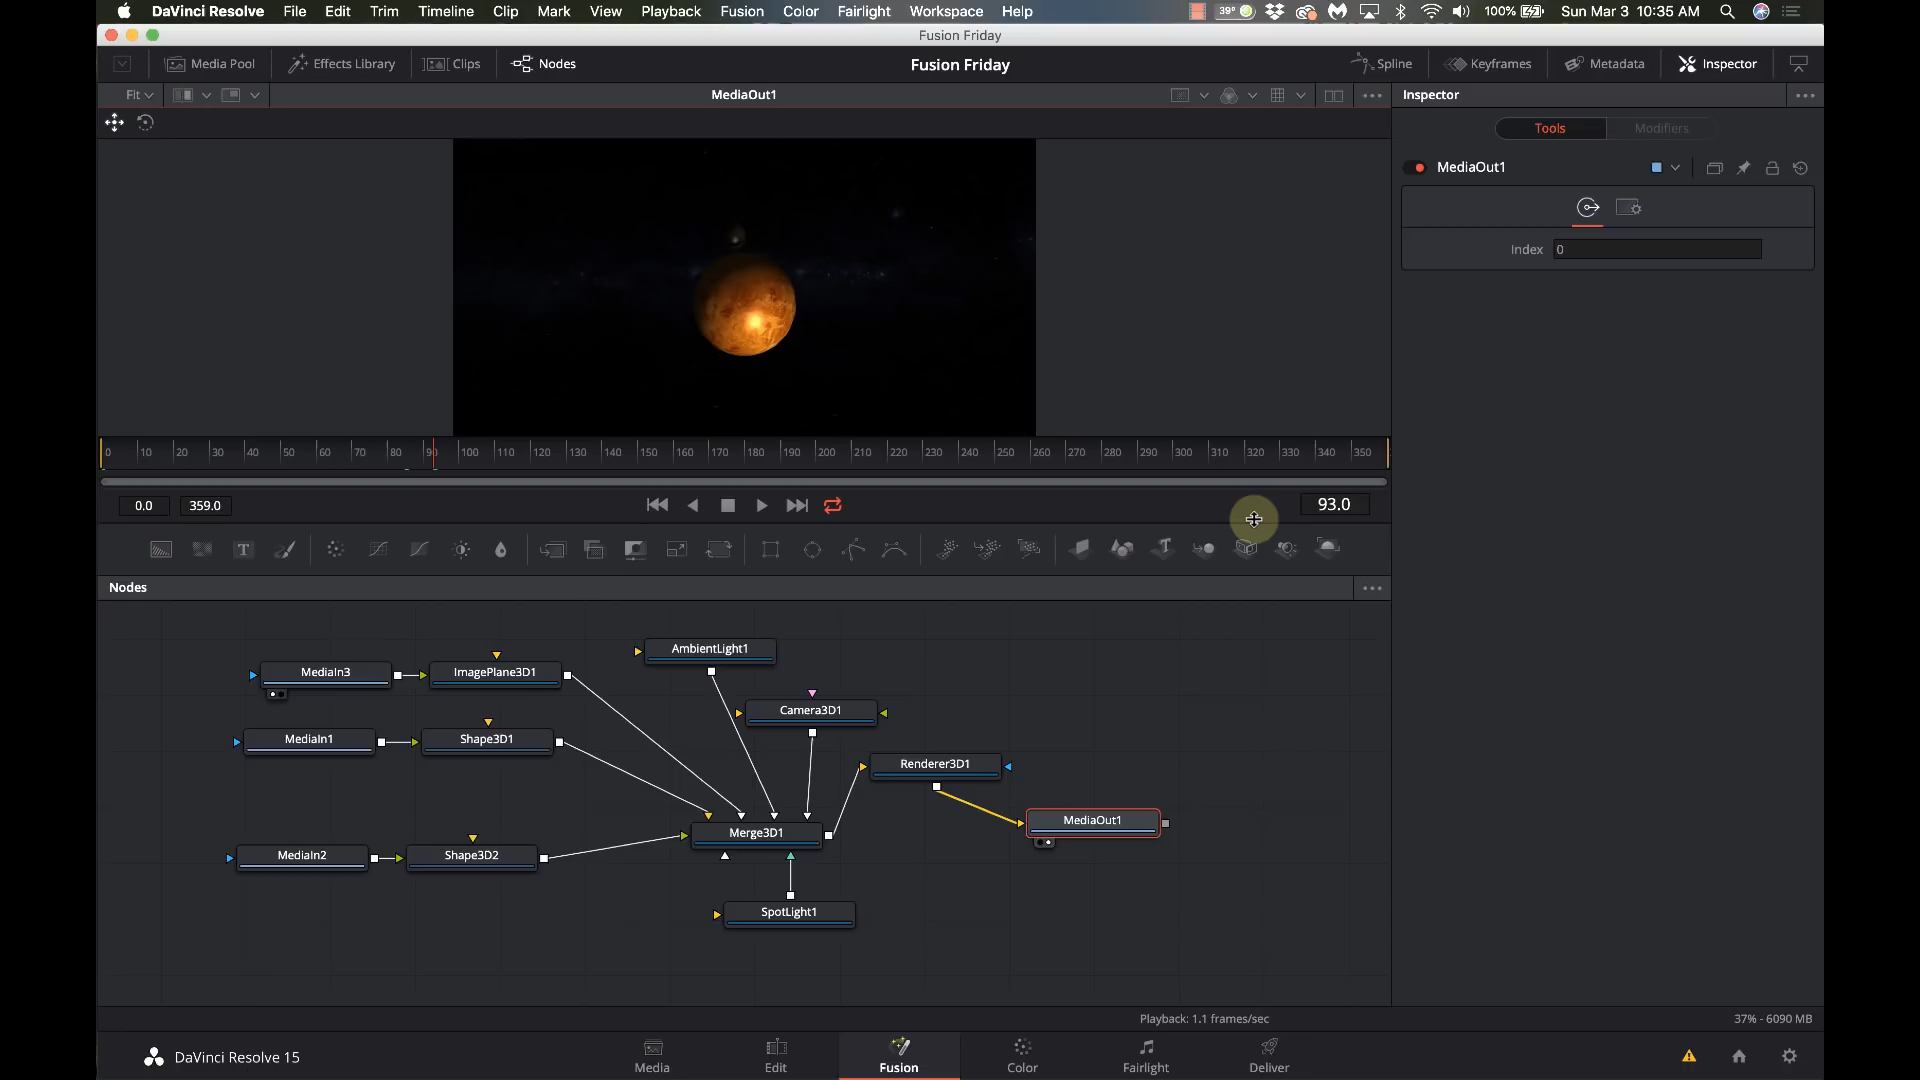 DaVinci Resolve File Edit Trim Timeline Clip Mark View Playback Fusion Color Fairlight Workspace Help 39° 100% Sun Mar 3 10:35 AM
Fusion Friday
Media Pool Effects Library Clips Nodes Fusion Friday Spline Keyframes Metadata Inspector
Fit MediaOut1 Inspector
Tools Modifiers
MediaOut1
Index 0
0 10 20 30 40 50 60 70 80 90 100 110 120 130 140 150 160 170 180 190 200 210 220 230 240 250 260 270 280 290 300 310 320 330 340 350
0.0 359.0 93.0
Nodes
AmbientLight1
MediaIn3 ImagePlane3D1
Camera3D1
MediaIn1 Shape3D1
Renderer3D1
MediaOut1
Merge3D1
MediaIn2 Shape3D2
SpotLight1
Playback: 1.1 frames/sec 37% - 6090 MB
DaVinci Resolve 15 Media Edit Fusion Color Fairlight Deliver